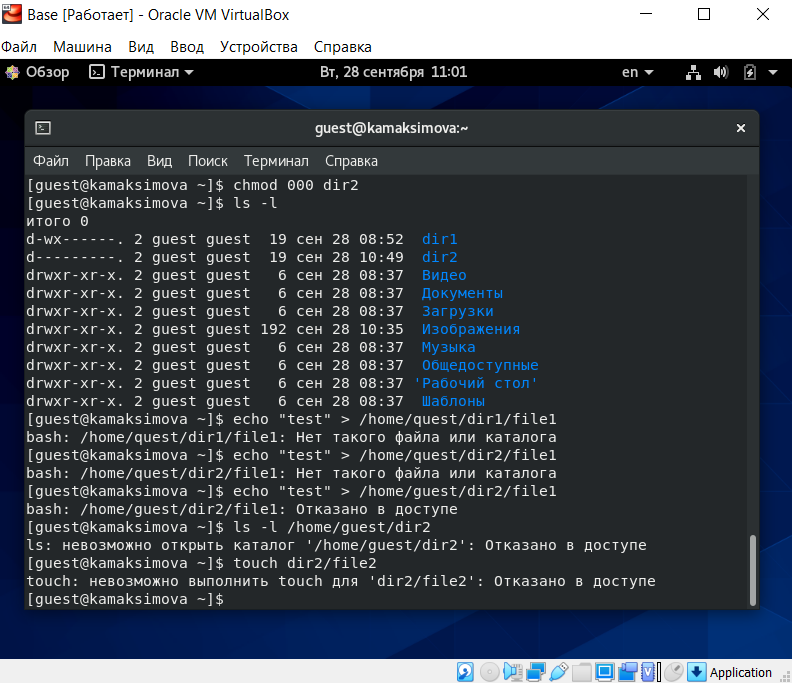 Base [Работает] - Oracle VM VirtualBox
Файл Машина Вид Ввод Устройства Справка
Обзор Терминал Вт, 28 сентября 11:01 en
guest@kamaksimova:~
Файл Правка Вид Поиск Терминал Справка
[guest@kamaksimova ~]$ chmod 000 dir2
[guest@kamaksimova ~]$ ls -l
итого 0
d-wx------. 2 guest guest  19 сен 28 08:52  dir1
d---------. 2 guest guest  19 сен 28 10:49  dir2
drwxr-xr-x. 2 guest guest   6 сен 28 08:37  Видео
drwxr-xr-x. 2 guest guest   6 сен 28 08:37  Документы
drwxr-xr-x. 2 guest guest   6 сен 28 08:37  Загрузки
drwxr-xr-x. 2 guest guest 192 сен 28 10:35  Изображения
drwxr-xr-x. 2 guest guest   6 сен 28 08:37  Музыка
drwxr-xr-x. 2 guest guest   6 сен 28 08:37  Общедоступные
drwxr-xr-x. 2 guest guest   6 сен 28 08:37 'Рабочий стол'
drwxr-xr-x. 2 guest guest   6 сен 28 08:37  Шаблоны
[guest@kamaksimova ~]$ echo "test" > /home/quest/dir1/file1
bash: /home/quest/dir1/file1: Нет такого файла или каталога
[guest@kamaksimova ~]$ echo "test" > /home/quest/dir2/file1
bash: /home/quest/dir2/file1: Нет такого файла или каталога
[guest@kamaksimova ~]$ echo "test" > /home/guest/dir2/file1
bash: /home/guest/dir2/file1: Отказано в доступе
[guest@kamaksimova ~]$ ls -l /home/guest/dir2
ls: невозможно открыть каталог '/home/guest/dir2': Отказано в доступе
[guest@kamaksimova ~]$ touch dir2/file2
touch: невозможно выполнить touch для 'dir2/file2': Отказано в доступе
[guest@kamaksimova ~]$
Application